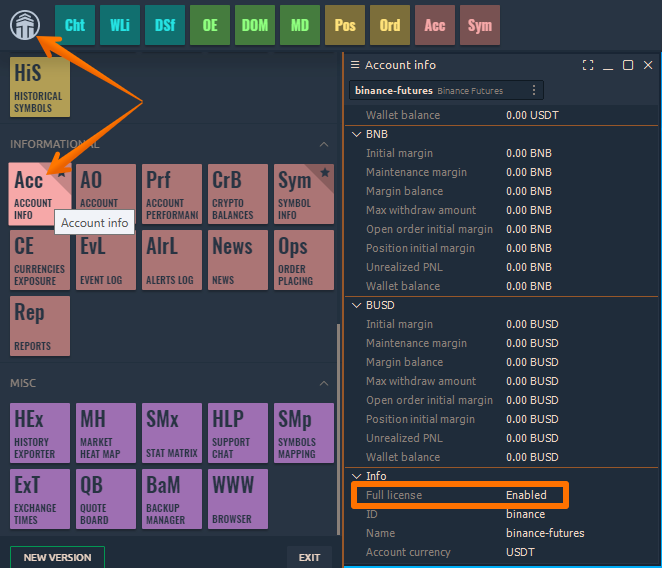 Cht WLi DSf OE DOM MD Pos Ord Acc Sym
HiS
HISTORICAL
SYMBOLS
INFORMATIONAL
Acc
ACCOUNT
INFO
AO
ACCOUNT
Prf
ACCOUNT
PERFORMANI
CrB
CRYPTO
BALANCES
Sym
SYMBOL
INFO
Account info
CE
CURRENCIES
EXPOSURE
EvL
EVENT LOG
AlrL
ALERTS LOG
News
NEWS
Ops
ORDER
PLACING
Rep
REPORTS
MISC
HEx
HISTORY
EXPORTER
MH
MARKET
HEAT MAP
SMx
STAT MATRIX
HLP
SUPPORT
CHAT
SMp
SYMBOLS
MAPPING
ExT
EXCHANGE
TIMES
QB
QUOTE
BOARD
BaM
BACKUP
MANAGER
WWW
BROWSER
NEW VERSION
EXIT
Account info
binance-futures Binance Futures
Wallet balance 0.00 USDT
BNB
Initial margin 0.00 BNB
Maintenance margin 0.00 BNB
Margin balance 0.00 BNB
Max withdraw amount 0.00 BNB
Open order initial margin 0.00 BNB
Position initial margin 0.00 BNB
Unrealized PNL 0.00 BNB
Wallet balance 0.00 BNB
BUSD
Initial margin 0.00 BUSD
Maintenance margin 0.00 BUSD
Margin balance 0.00 BUSD
Max withdraw amount 0.00 BUSD
Open order initial margin 0.00 BUSD
Position initial margin 0.00 BUSD
Unrealized PNL 0.00 BUSD
Wallet balance 0.00 BUSD
Info
Full license Enabled
ID binance
Name binance-futures
Account currency USDT